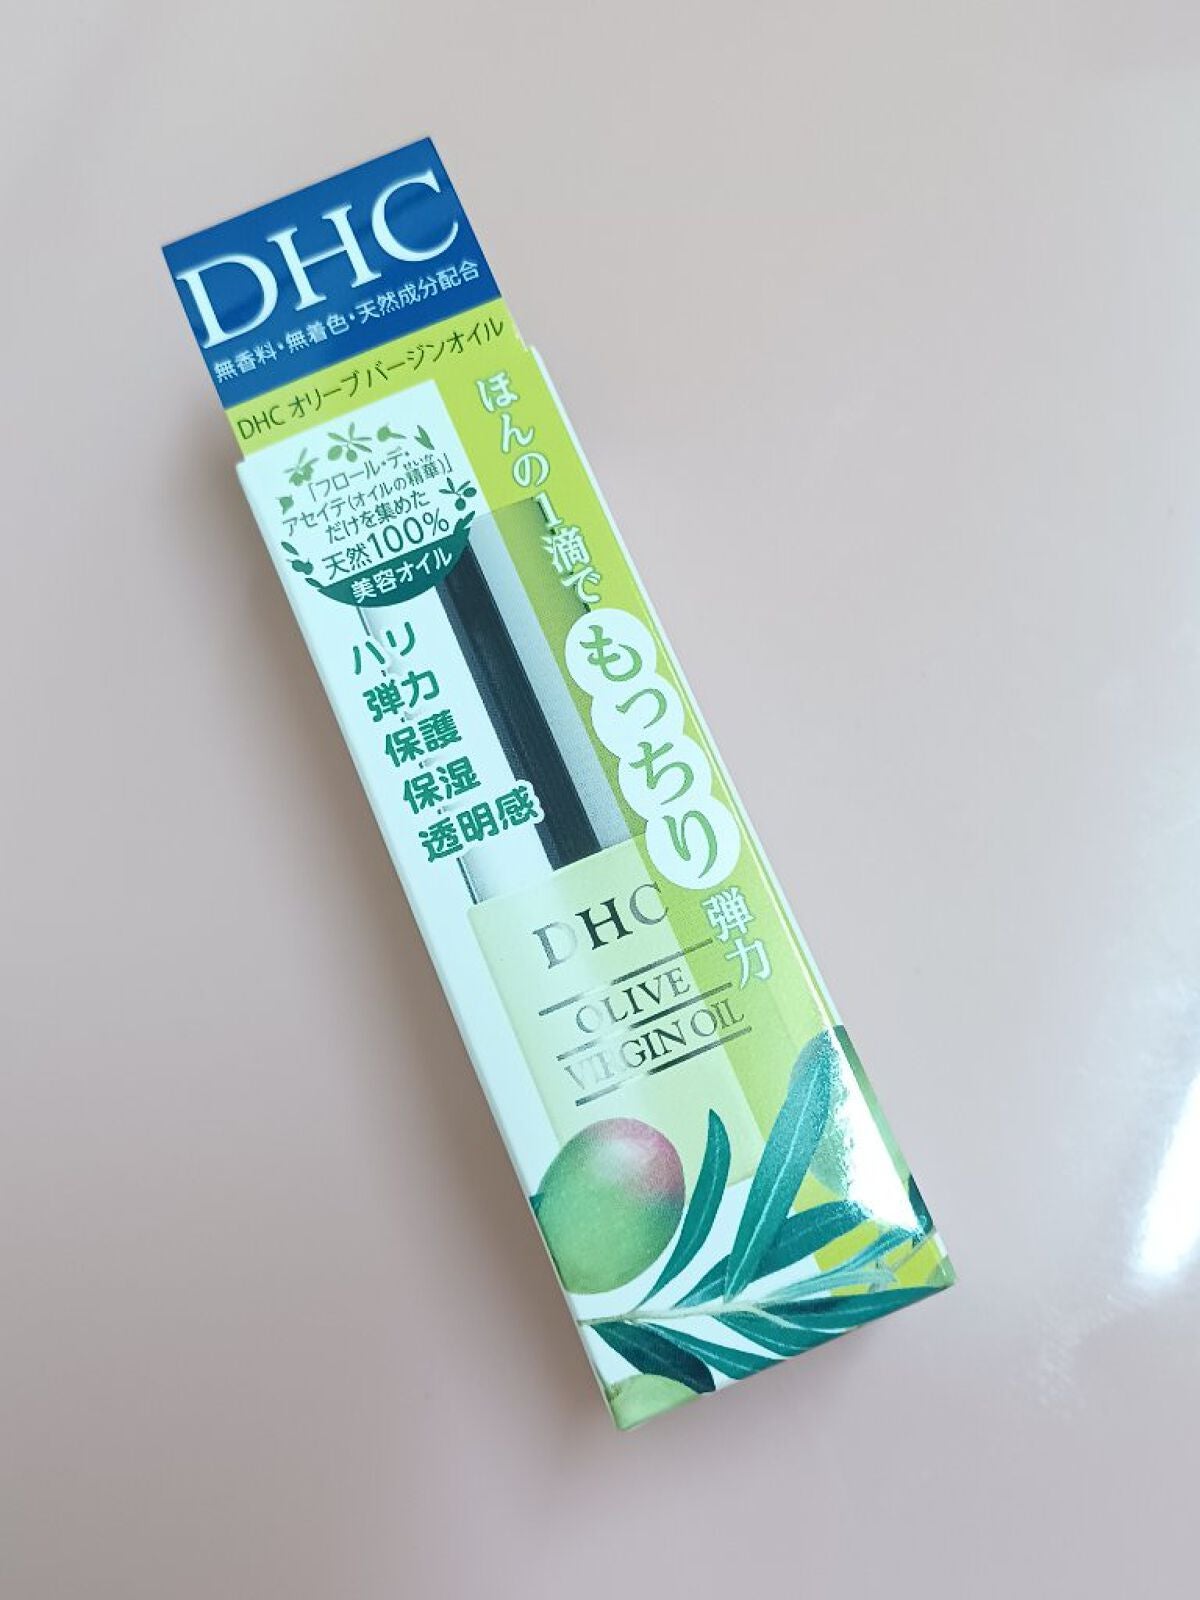 DHC
無香料・無着色・天然成分配合
DHC オリーブバージンオイル
「フロール・デ・
アセイテ(オイルの精華)」
せいか
だけを集めた
天然100%
美容オイル
ハリ
弾力
保護
保湿
透明感
ほんの1滴で
もっちり
弾力
DHC
OLIVE
VIRGIN OIL